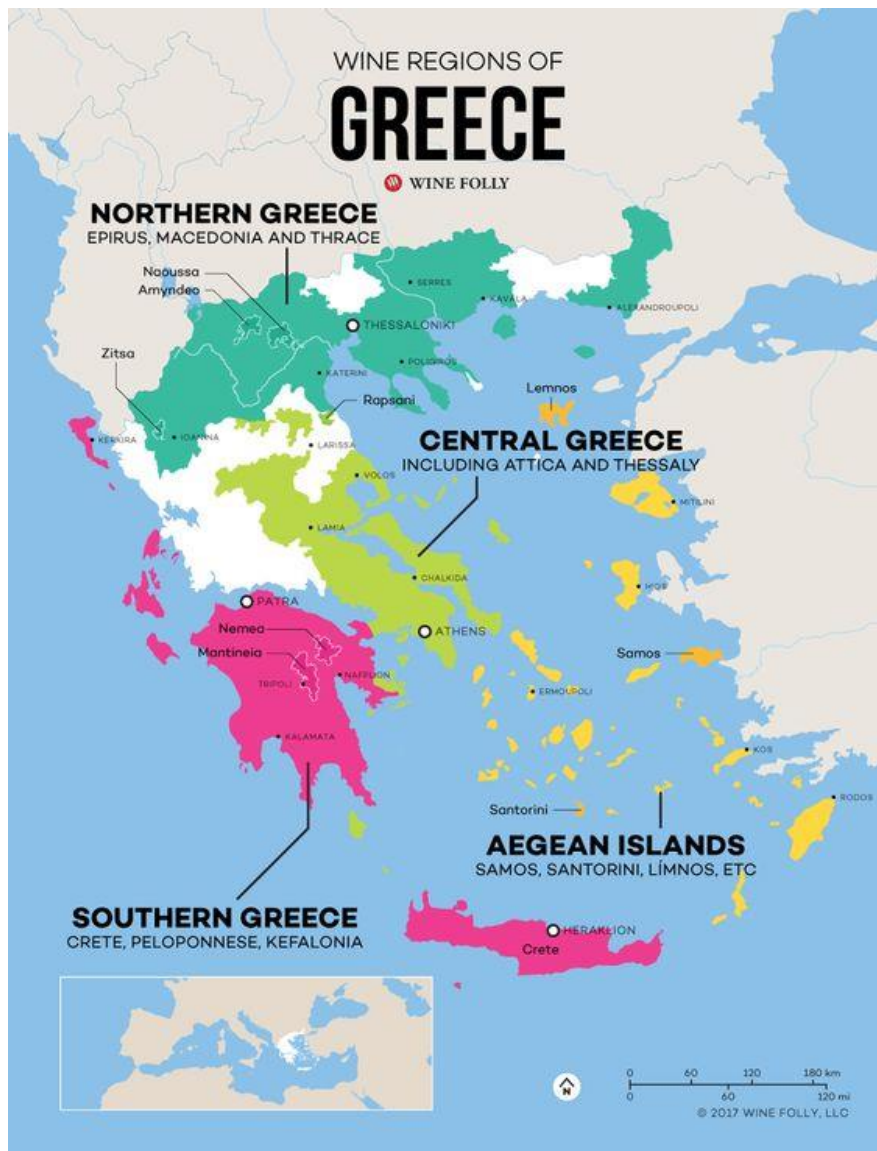 WINE REGIONS OF
GREECE
WINE FOLLY
NORTHERN GREECE
EPIRUS, MACEDONIA AND THRACE
Naoussa
Amyndeo
SERRES
KAVALA
ALEXANDROUPOLI
THESSALONIKI
Zitsa
POLIGIROS
KATERINI
Lemnos
Rapsani
KERKIRA
IOANINA
LARISSA
CENTRAL GREECE
INCLUDING ATTICA AND THESSALY
VOLOS
MITILINI
LAMIA
CHALKIDA
PATRA
Nemea
ATHENS
Mantineia
Samos
NAFPLION
TRIPOLI
ERMOUPOLI
KALAMATA
KOS
RODOS
Santorini
AEGEAN ISLANDS
SAMOS, SANTORINI, LÍMNOS, ETC
SOUTHERN GREECE
CRETE, PELOPONNESE, KEFALONIA
HERAKLION
Crete
N
0 60 120 180 km
0 60 120 mi
© 2017 WINE FOLLY, LLC